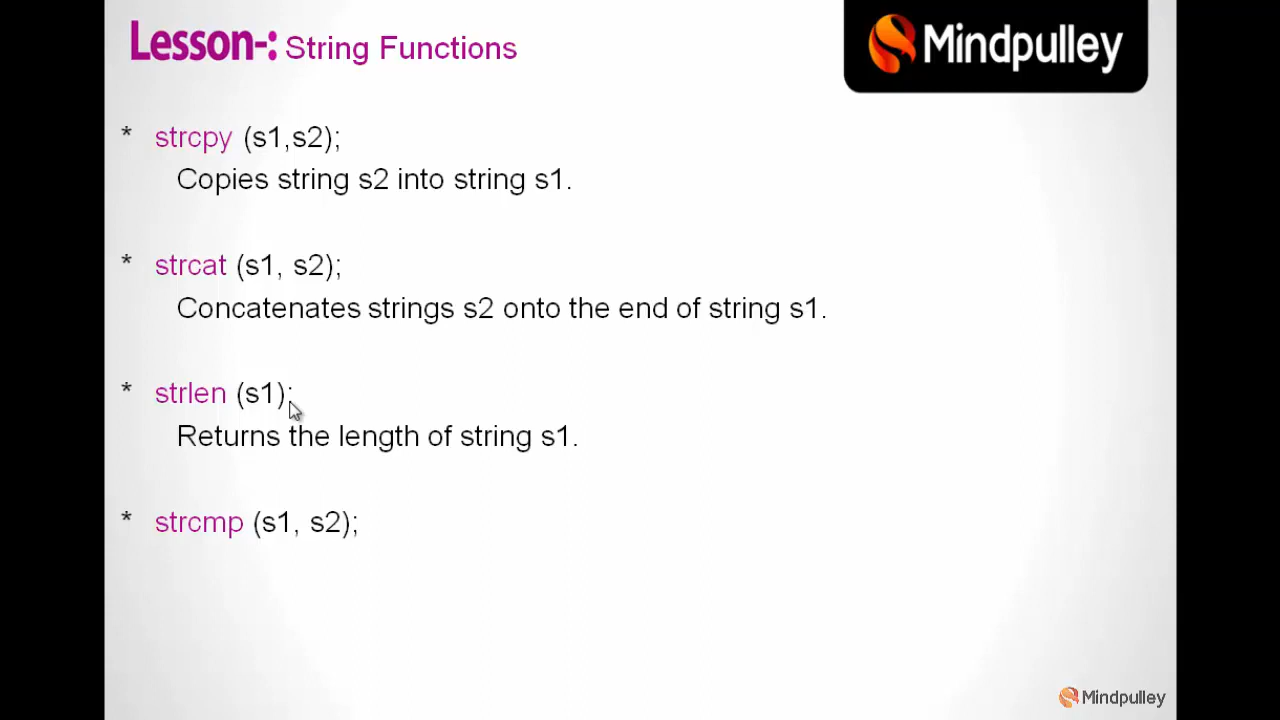 Lesson-: String Functions
Mindpulley
* strcpy (s1,s2);
Copies string s2 into string s1.
* strcat (s1, s2);
Concatenates strings s2 onto the end of string s1.
* strlen (s1);
Returns the length of string s1.
* strcmp (s1, s2);
Mindpulley